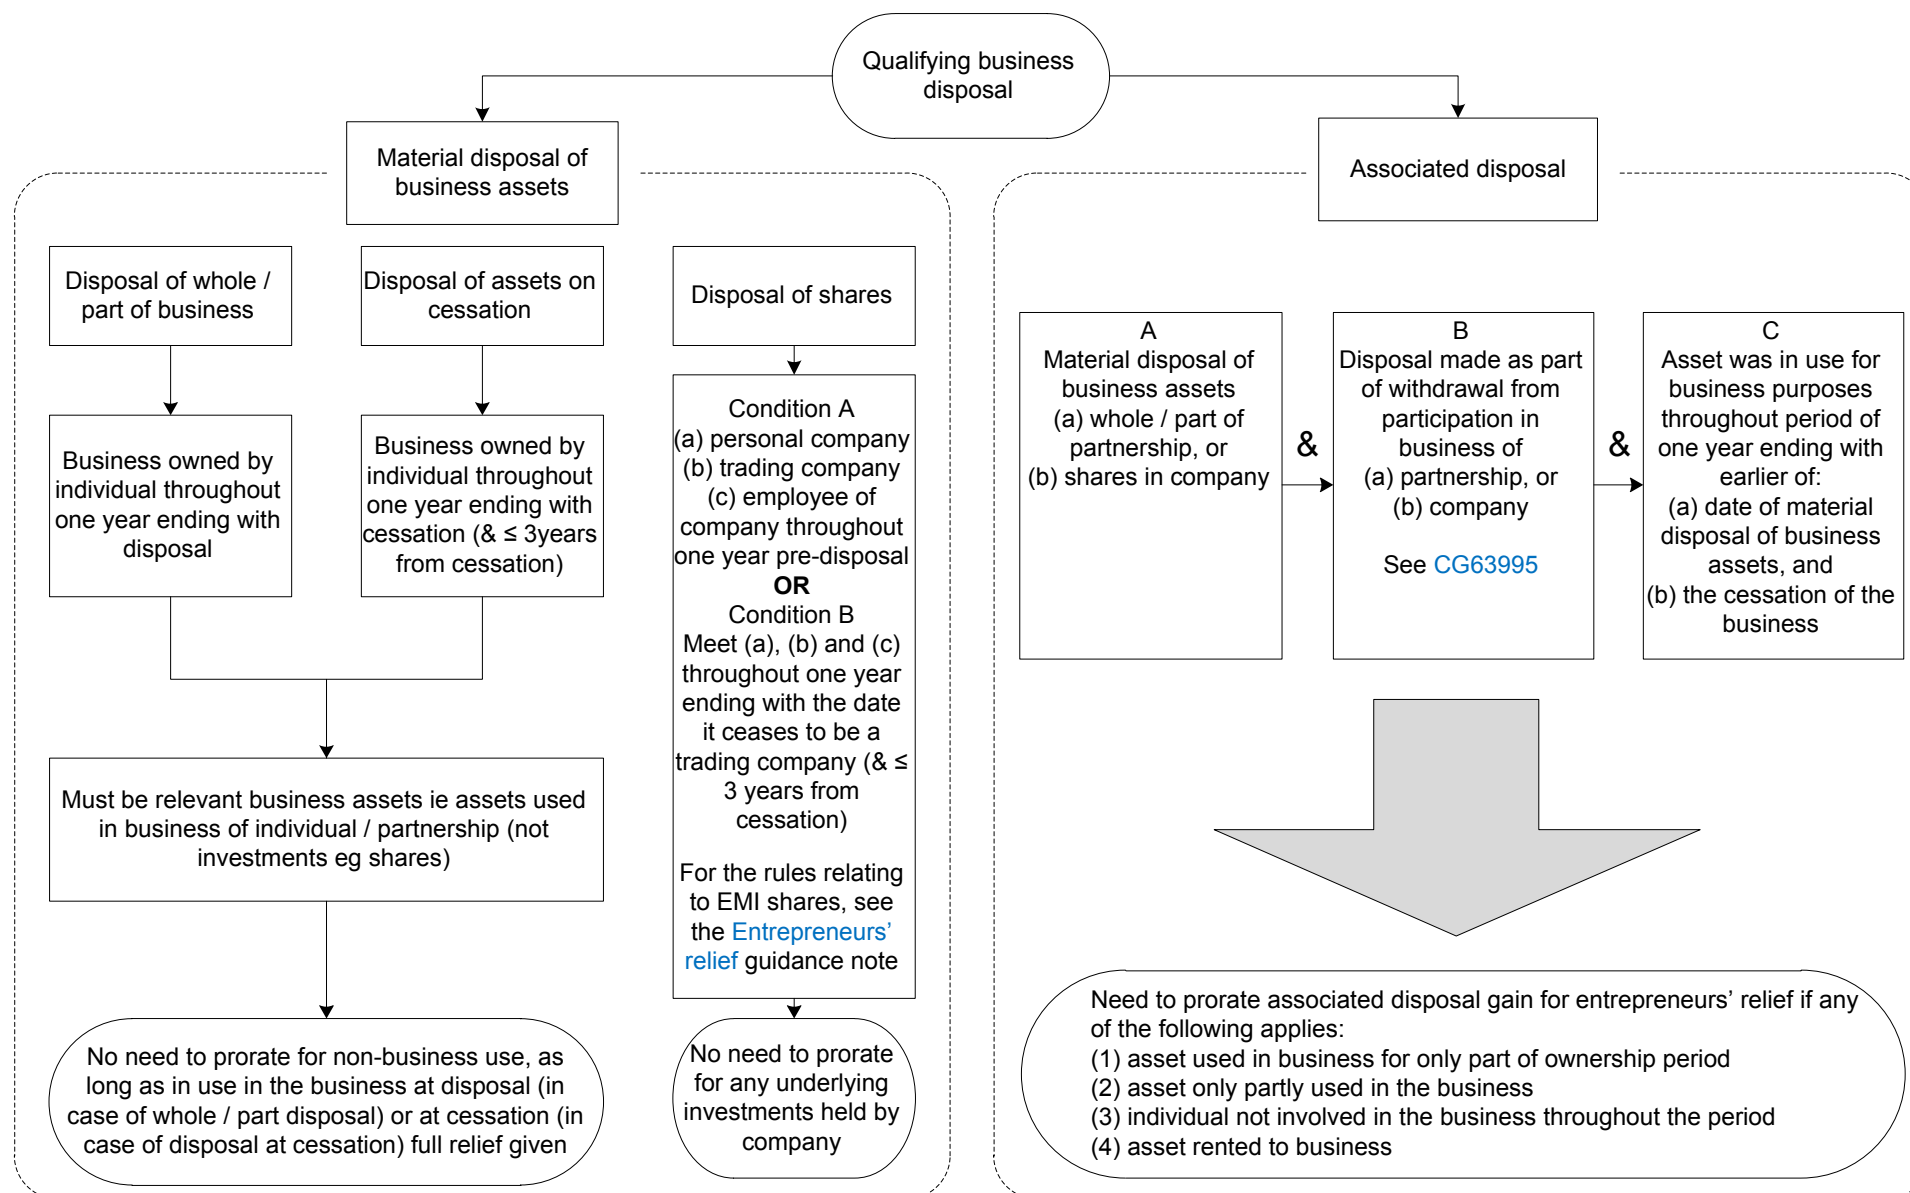 Qualifying business
disposal
Material disposal of
business assets
Disposal of whole /
part of business
Business owned by
individual throughout
one year ending with
disposal
Disposal of assets on
cessation
Business owned by
individual throughout
one year ending with
cessation (& ≤ 3years
from cessation)
Must be relevant business assets ie assets used
in business of individual / partnership (not
investments eg shares)
No need to prorate for non-business use, as
long as in use in the business at disposal (in
case of whole / part disposal) or at cessation (in
case of disposal at cessation) full relief given
Disposal of shares
Condition A
(a) personal company
(b) trading company
(c) employee of
company throughout
one year pre-disposal
OR
Condition B
Meet (a), (b) and (c)
throughout one year
ending with the date
it ceases to be a
trading company (& ≤
3 years from
cessation)
For the rules relating
to EMI shares, see
the Entrepreneurs’
relief guidance note
No need to prorate
for any underlying
investments held by
company
Associated disposal
A
Material disposal of
business assets
(a) whole / part of
partnership, or
(b) shares in company
&
B
Disposal made as part
of withdrawal from
participation in
business of
(a) partnership, or
(b) company
See CG63995
&
C
Asset was in use for
business purposes
throughout period of
one year ending with
earlier of:
(a) date of material
disposal of business
assets, and
(b) the cessation of the
business
Need to prorate associated disposal gain for entrepreneurs’ relief if any
of the following applies:
(1) asset used in business for only part of ownership period
(2) asset only partly used in the business
(3) individual not involved in the business throughout the period
(4) asset rented to business